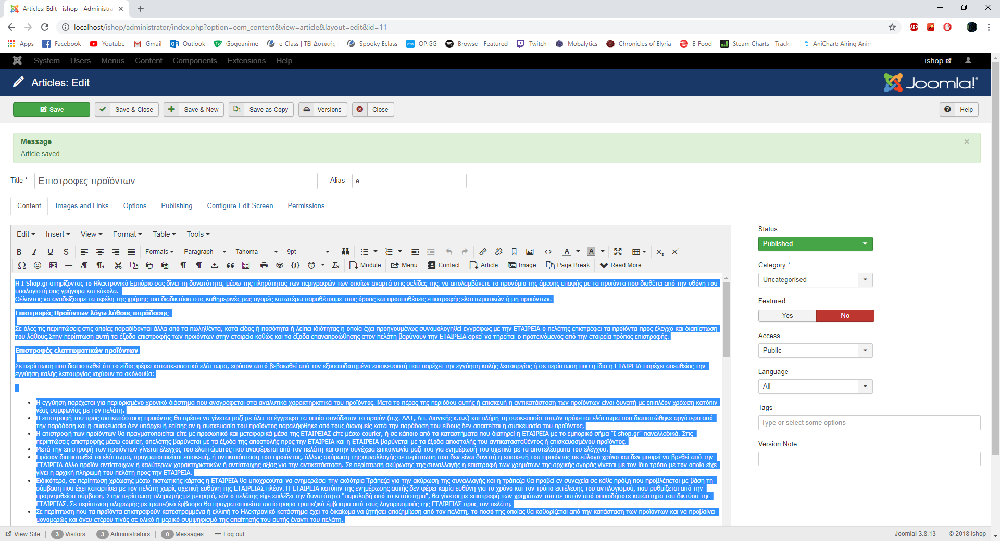 Articles: Edit - ishop - Administra
localhost/ishop/administrator/index.php?option=com_content&view=article&layout=edit&id=11
ABP
Apps Facebook Youtube Gmail Outlook Gogoanime e-Class | ΤΕΙ Δυτικής Spooky Eclass OP.GG Browse - Featured Twitch Mobalytics Chronicles of Elyria E-Food Steam Charts - Tracki AniChart: Airing Anim
System Users Menus Content Components Extensions Help ishop
Articles: Edit Joomla!®
Save Save & Close Save & New Save as Copy Versions Close Help
Message
Article saved.
Title * Επιστροφες προϊόντων Alias e
Content Images and Links Options Publishing Configure Edit Screen Permissions
Edit Insert View Format Table Tools
Formats Paragraph Tahoma 9pt
Module Menu Contact Article Image Page Break Read More
Η I-Shop.gr στηρίζοντας το Ηλεκτρονικό Εμπόριο σας δίνει τη δυνατότητα, μέσω της πληρότητας των περιγραφών των οποίων αναρτά στις σελίδες της, να απολαμβάνετε το προνόμιο της άμεσης επαφής με τα προϊόντα που διαθέτει από την οθόνη του
υπολογιστή σας γρήγορα και εύκολα.
Θέλοντας να αναδείξουμε τα οφέλη της χρήσης του διαδικτύου στις καθημερινές μας αγορές κατωτέρω παραθέτουμε τους όρους και προϋποθέσεις επιστροφής ελαττωματικών ή μη προϊόντων.
Επιστροφές Προϊόντων λόγω λάθους παράδοσης
Σε όλες τις περιπτώσεις στις οποίες παραδίδονται άλλα από τα πωληθέντα, κατά είδος ή ποσότητα ή λείπει ιδιότητας η οποία έχει προηγουμένως συνομολογηθεί εγγράφως με την ΕΤΑΙΡΕΙΑ ο πελάτης επιστρέφει τα προϊόντα προς έλεγχο και διαπίστωση
του λάθους.Στην περίπτωση αυτή τα έξοδα επιστροφής των προϊόντων στην εταιρεία καθώς και τα έξοδα επαναπροώθησης στον πελάτη βαρύνουν την ΕΤΑΙΡΕΙΑ αρκεί να τηρείται ο προτεινόμενος από την εταιρεία τρόπος επιστροφής.
Επιστροφές ελαττωματικών προϊόντων
Σε περίπτωση που διαπιστωθεί ότι το είδος φέρει κατασκευαστικό ελάττωμα, εφόσον αυτό βεβαιωθεί από τον εξουσιοδοτημένο επισκευαστή που παρέχει την εγγύηση καλής λειτουργίας ή σε περίπτωση που η ίδια η ΕΤΑΙΡΕΙΑ παρέχει απευθείας την
εγγύηση καλής λειτουργίας ισχύουν τα ακόλουθα:
Η εγγύηση παρέχεται για περιορισμένο χρονικό διάστημα που αναγράφεται στα αναλυτικά χαρακτηριστικά του προϊόντος. Μετά το πέρας της περιόδου αυτής ή επισκευή η αντικατάσταση των προϊόντων είναι δυνατή με επιπλέον χρέωση κατόπιν
νέας συμφωνίας με τον πελάτη.
Η επιστροφή του προς αντικατάσταση προϊόντος θα πρέπει να γίνεται μαζί με όλα τα έγγραφα τα οποία συνόδευαν το προϊόν (π.χ. ΔΑΤ, Απ. Λιανικής κ.ο.κ) και πλήρη τη συσκευασία του.Αν πρόκειται ελάττωμα που διαπιστώθηκε αργότερα από
την παράδοση και η συσκευασία δεν υπάρχει ή επίσης αν η συσκευασία του προϊόντος παραλήφθηκε από τους διανομείς κατά την παράδοση του είδους δεν απαιτείται η συσκευασία του προϊόντος.
Η επιστροφή των προϊόντων θα πραγματοποιείται είτε με προσωπικό και μεταφορικά μέσα της ΕΤΑΙΡΕΙΑΣ είτε μέσω courier, ή σε κάποιο από τα καταστήματα που διατηρεί η ΕΤΑΙΡΕΙΑ με το εμπορικό σήμα "I-shop.gr" πανελλαδικά. Στις
περιπτώσεις επιστροφής μέσω courier, οπελάτης βαρύνεται με τα έξοδα της αποστολής προς την ΕΤΑΙΡΕΙΑ και η ΕΤΑΙΡΕΙΑ βαρύνεται με τα έξοδα αποστολής του αντικατασταθέντός ή επισκευασμένου προϊόντος.
Μετά την επιστροφή των προϊόντων γίνεται έλεγχος του ελαττώματος που αναφέρεται από τον πελάτη και στην συνέχεια επικοινωνία μαζί του για ενημέρωσή του σχετικά με τα αποτελέσματα του ελέγχου.
Εφόσον διαπιστωθεί το ελάττωμα, πραγματοποιείται επισκευή, ή αντικατάσταση του προϊόντος, άλλως ακύρωση της συναλλαγής σε περίπτωση που δεν είναι δυνατή η επισκευή του προϊόντος σε εύλογο χρόνο και δεν μπορεί να βρεθεί από την
ΕΤΑΙΡΕΙΑ άλλο προϊόν αντίστοιχων ή καλύτερων χαρακτηριστικών ή αντίστοιχης αξίας για την αντικατάσταση. Σε περίπτωση ακύρωσης της συναλλαγής η επιστροφή των χρημάτων της αρχικής αγοράς γίνεται με τον ίδιο τρόπο με τον οποίο είχε
γίνει η αρχική πληρωμή του πελάτη προς την ΕΤΑΙΡΕΙΑ.
Ειδικότερα, σε περίπτωση χρέωσης μέσω πιστωτικής κάρτας η ΕΤΑΙΡΕΙΑ θα υποχρεούται να ενημερώσει την εκδότρια Τράπεζα για την ακύρωση της συναλλαγής και η τράπεζα θα προβεί εν συνεχεία σε κάθε πράξη που προβλέπεται με βάση τη
σύμβαση που έχει καταρτίσει με τον πελάτη χωρίς σχετική ευθύνη της ΕΤΑΙΡΕΙΑΣ πλέον. Η ΕΤΑΙΡΕΙΑ κατόπιν της ενημέρωσης αυτής δεν φέρει καμία ευθύνη για το χρόνο και τον τρόπο εκτέλεσης του αντιλογισμού, που ρυθμίζεται από την
προμνησθείσα σύμβαση. Στην περίπτωση πληρωμής με μετρητά, εάν ο πελάτης είχε επιλέξει την δυνατότητα "παραλαβή από το κατάστημα", θα γίνεται με επιστροφή των χρημάτων του σε αυτόν από οποιοδήποτε κατάστημα του δικτύου της
ΕΤΑΙΡΕΙΑΣ. Σε περίπτωση πληρωμής με τραπεζικό έμβασμα θα πραγματοποιείται αντίστροφο τραπεζικό έμβασμα από τους λογαριασμούς της ΕΤΑΙΡΕΙΑΣ προς τον πελάτη.
Σε περίπτωση που τα προϊόντα επιστραφούν κατεστραμμένα ή ελλιπή το Ηλεκτρονικό κατάστημα έχει το δικαίωμα να ζητήσει αποζημίωση από τον πελάτη, το ποσό της οποίας θα καθορίζεται από την κατάσταση των προϊόντων και να προβαίνει
μονομερώς και άνευ ετέρου τινός σε ολικό ή μερικό συμψηφισμό της απαίτησής του αυτής έναντι του πελάτη.
Status
Published
Category *
Uncategorised
Featured
Yes No
Access
Public
Language
All
Tags
Type or select some options
Version Note
View Site 3 Visitors 3 Administrators 0 Messages Log out Joomla! 3.8.13 — © 2018 ishop